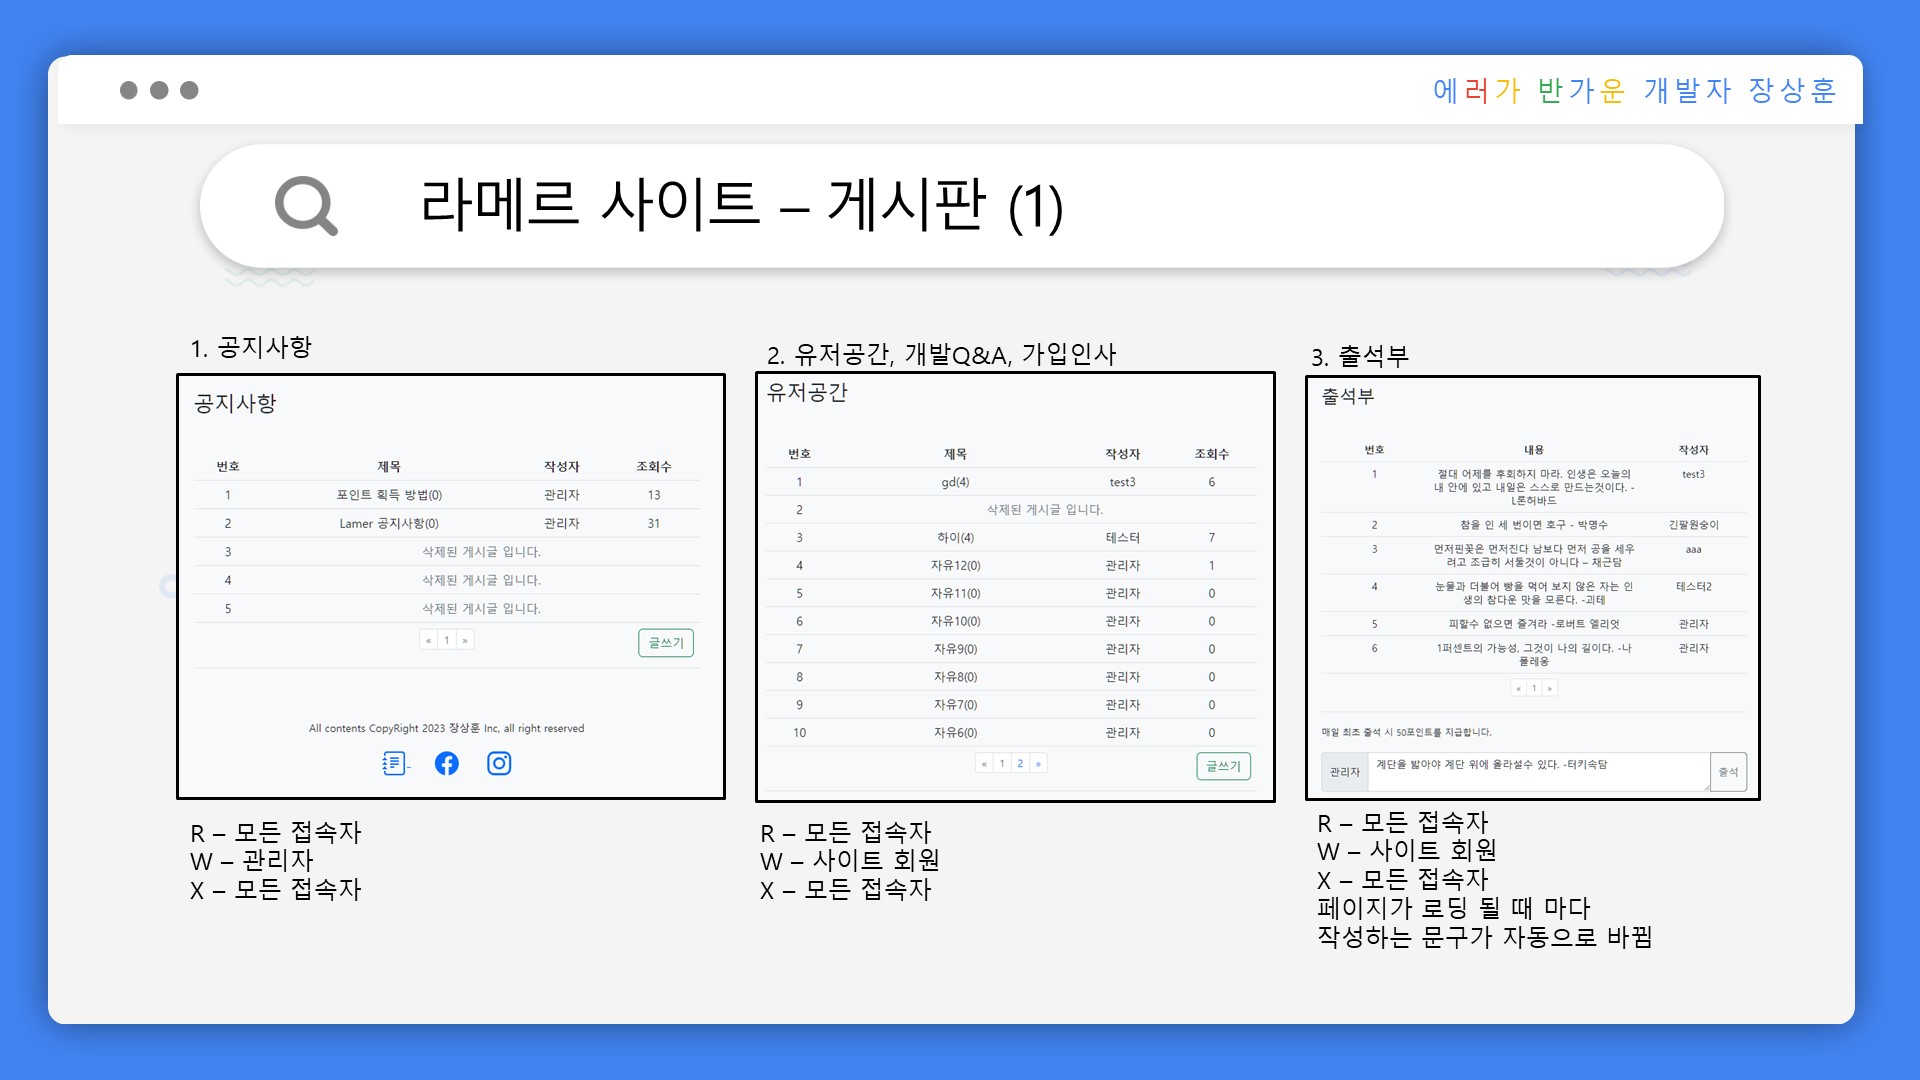 에러가 반가운 개발자 장상훈
라메르 사이트 – 게시판 (1)
1. 공지사항
공지사항
번호 제목 작성자 조회수
1 포인트 획득 방법(0) 관리자 13
2 Lamer 공지사항(0) 관리자 31
3 삭제된 게시글 입니다.
4 삭제된 게시글 입니다.
5 삭제된 게시글 입니다.
« 1 »
글쓰기
All contents CopyRight 2023 장상훈 Inc, all right reserved
R – 모든 접속자
W – 관리자
X – 모든 접속자
2. 유저공간, 개발Q&A, 가입인사
유저공간
번호 제목 작성자 조회수
1 gd(4) test3 6
2 삭제된 게시글 입니다.
3 하이(4) 테스터 7
4 자유12(0) 관리자 1
5 자유11(0) 관리자 0
6 자유10(0) 관리자 0
7 자유9(0) 관리자 0
8 자유8(0) 관리자 0
9 자유7(0) 관리자 0
10 자유6(0) 관리자 0
« 1 2 »
글쓰기
R – 모든 접속자
W – 사이트 회원
X – 모든 접속자
3. 출석부
출석부
번호 내용 작성자
1 절대 어제를 후회하지 마라. 인생은 오늘의 test3
내 안에 있고 내일은 스스로 만드는것이다. -
L론허바드
2 참을 인 세 번이면 호구 - 박명수 긴팔원숭이
3 먼저핀꽃은 먼저진다 남보다 먼저 공을 세우 aaa
려고 조급히 서둘것이 아니다 – 채근담
4 눈물과 더불어 빵을 먹어 보지 않은 자는 인 테스터2
생의 참다운 맛을 모른다. -괴테
5 피할수 없으면 즐겨라 -로버트 엘리엇 관리자
6 1퍼센트의 가능성, 그것이 나의 길이다. -나 관리자
폴레옹
« 1 »
매일 최초 출석 시 50포인트를 지급합니다.
관리자 계단을 밟아야 계단 위에 올라설수 있다. -터키속담 출석
R – 모든 접속자
W – 사이트 회원
X – 모든 접속자
페이지가 로딩 될 때 마다
작성하는 문구가 자동으로 바뀜